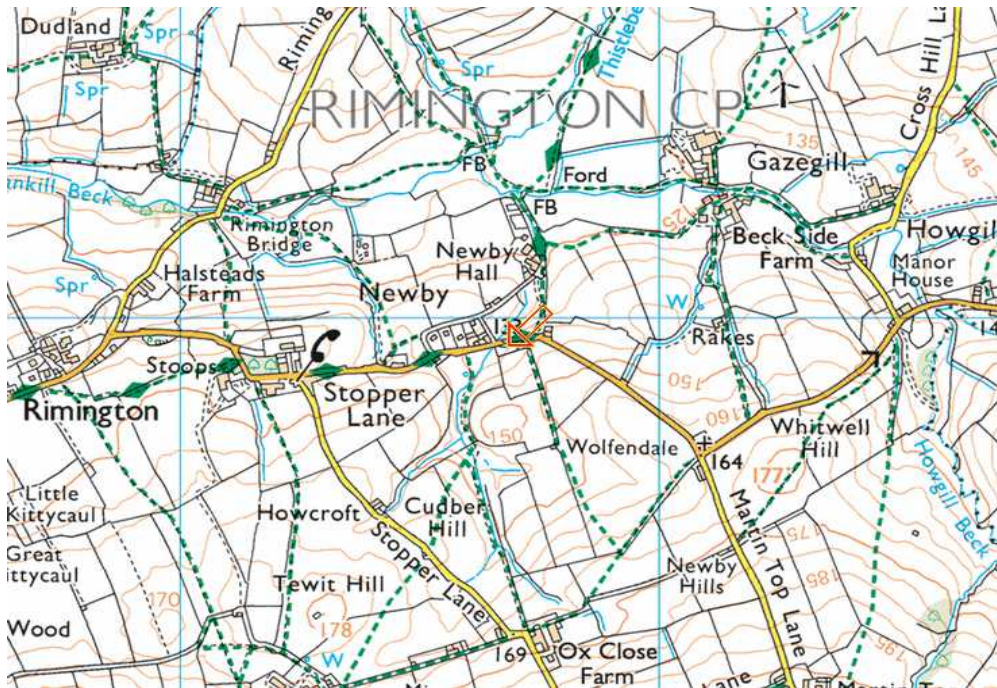 Dudland
Spr
Spr
Riming
Spr
Thistlebe
RIMINGTON CP
Cross Hill La
135
145
Gazegill
FB
Ford
FB
125
nkill Beck
Rimington
Bridge
Newby
Hall
Beck Side
Farm
Howgil
Manor
House
Halsteads
Farm
Spr
Newby
W
Rakes
14
Stoops
Stopper
Lane
Rimington
150
150
160
Whitwell
Hill
Wolfendale
164
177
Little
Kittycaul
Howcroft
Cudber
Hill
Stopper Lane
Martin Top Lane
Howgill Beck
Great
ittycaul
Tewit Hill
Newby
Hills
175
185
170
178
Wood
W
169
Ox Close
Farm
195